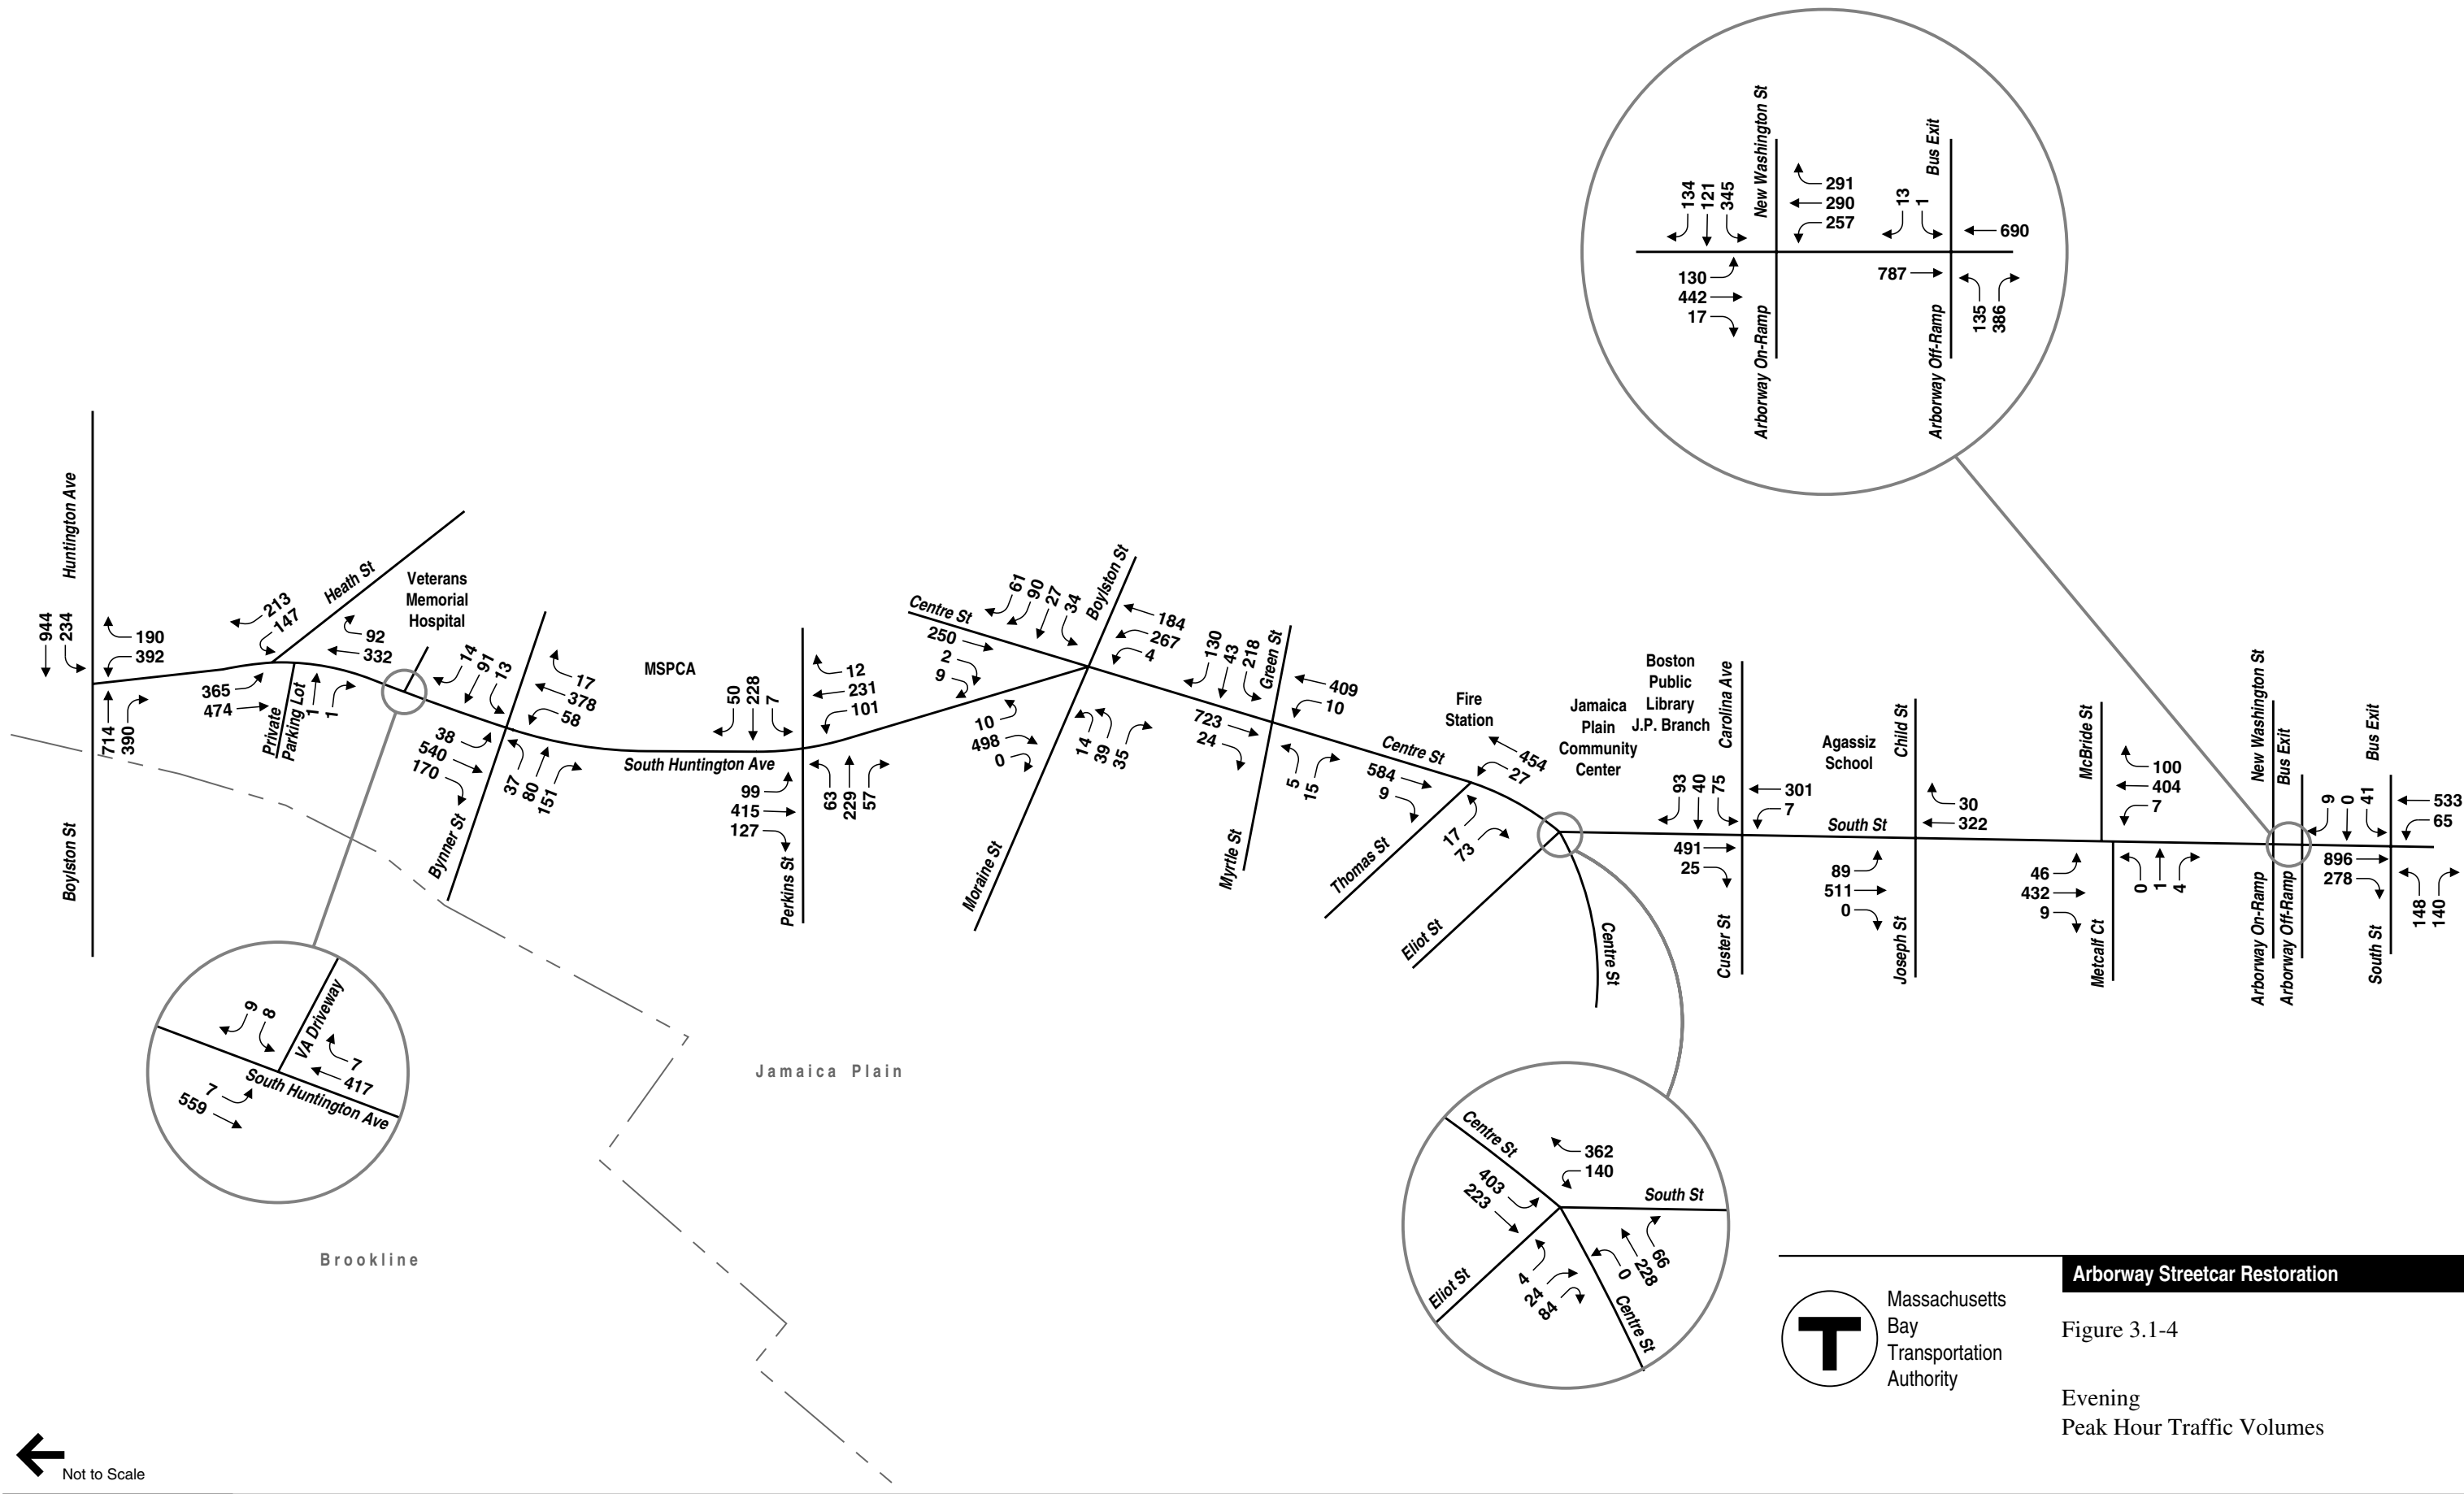 New Washington St
Bus Exit
134
121
345
291
290
257
13
1
690
130
442
17
787
135
386
Arborway On-Ramp
Arborway Off-Ramp
Huntington Ave
944
234
190
392
714
390
Boylston St
213
147
Heath St
92
332
365
474
Private
Parking Lot
1
1
Veterans
Memorial
Hospital
14
91
13
17
378
58
38
540
170
37
80
151
Bynner St
MSPCA
South Huntington Ave
50
228
7
12
231
101
99
415
127
63
229
57
Perkins St
Centre St
250
2
9
61
90
27
34
Boylston St
184
267
4
10
498
0
14
39
35
Moraine St
130
43
218
Green St
409
10
723
24
5
15
Myrtle St
Fire
Station
Centre St
454
27
584
9
17
73
Thomas St
Eliot St
Centre St
Jamaica
Plain
Community
Center
Boston
Public
Library
J.P. Branch
Carolina Ave
93
40
75
301
7
491
25
Custer St
South St
Agassiz
School
Child St
30
322
89
511
0
Joseph St
McBride St
100
404
7
46
432
9
0
1
4
Metcalf Ct
New Washington St
Bus Exit
Arborway On-Ramp
Arborway Off-Ramp
Bus Exit
9
0
41
533
65
896
278
148
140
South St
9
8
VA Driveway
7
417
7
559
South Huntington Ave
Jamaica Plain
Brookline
Centre St
362
140
403
223
South St
66
228
0
4
24
84
Eliot St
Centre St
Arborway Streetcar Restoration
T
Massachusetts
Bay
Transportation
Authority
Figure 3.1-4
Evening
Peak Hour Traffic Volumes
Not to Scale